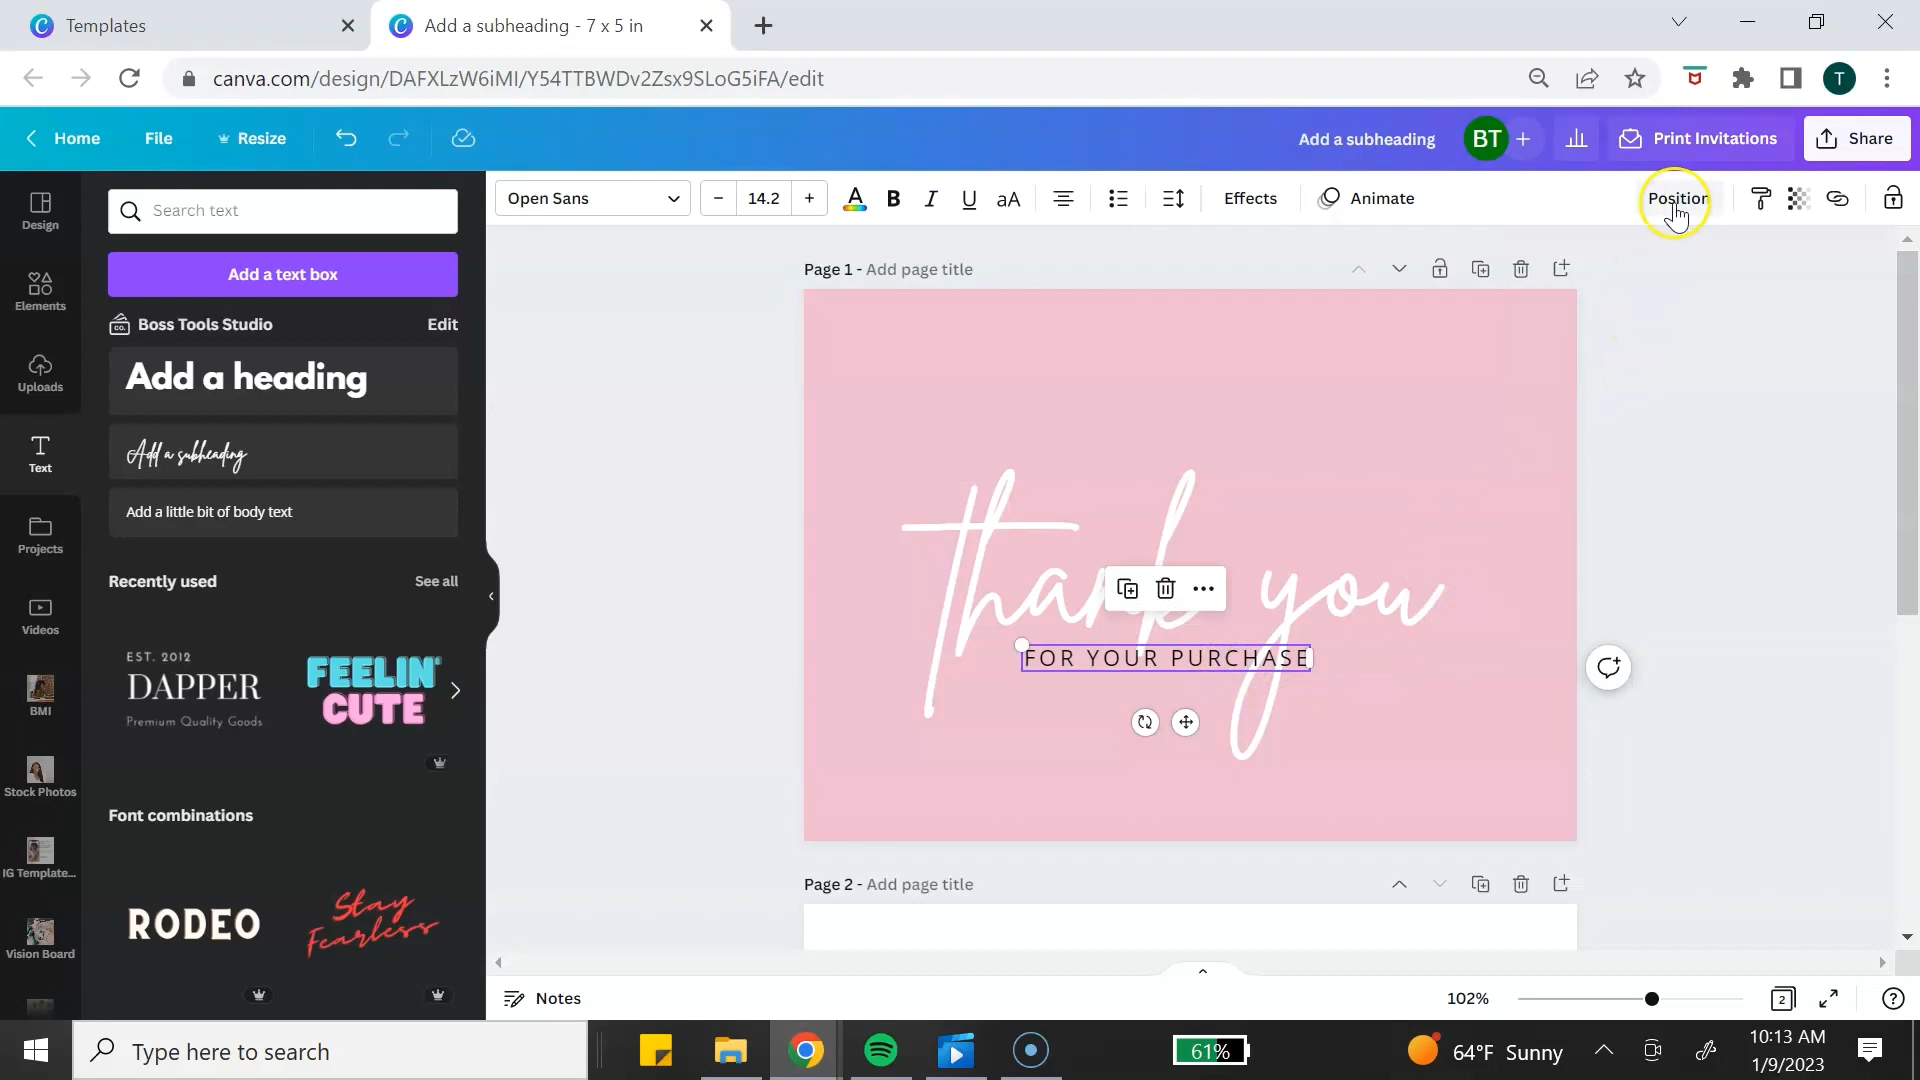 Templates
Add a subheading - 7 x 5 in
canva.com/design/DAFXLzW6iMI/Y54TTBWDv2Zsx9SLoG5iFA/edit
T
Home
File
Resize
Add a subheading
BT
Print Invitations
Share
Open Sans
14.2
A
B
I
U
aA
Effects
Animate
Position
Design
Elements
Uploads
Text
Projects
Videos
BMI
Stock Photos
IG Template...
Vision Board
Search text
Add a text box
CO.
Boss Tools Studio
Edit
Add a heading
Add a subheading
Add a little bit of body text
Recently used
See all
EST. 2012
DAPPER
Premium Quality Goods
FEELIN'
CUTE
Font combinations
RODEO
Stay
Fearless
Page 1 - Add page title
thank you
FOR YOUR PURCHASE
Page 2 - Add page title
Notes
102%
2
Type here to search
61%
64°F Sunny
10:13 AM
1/9/2023